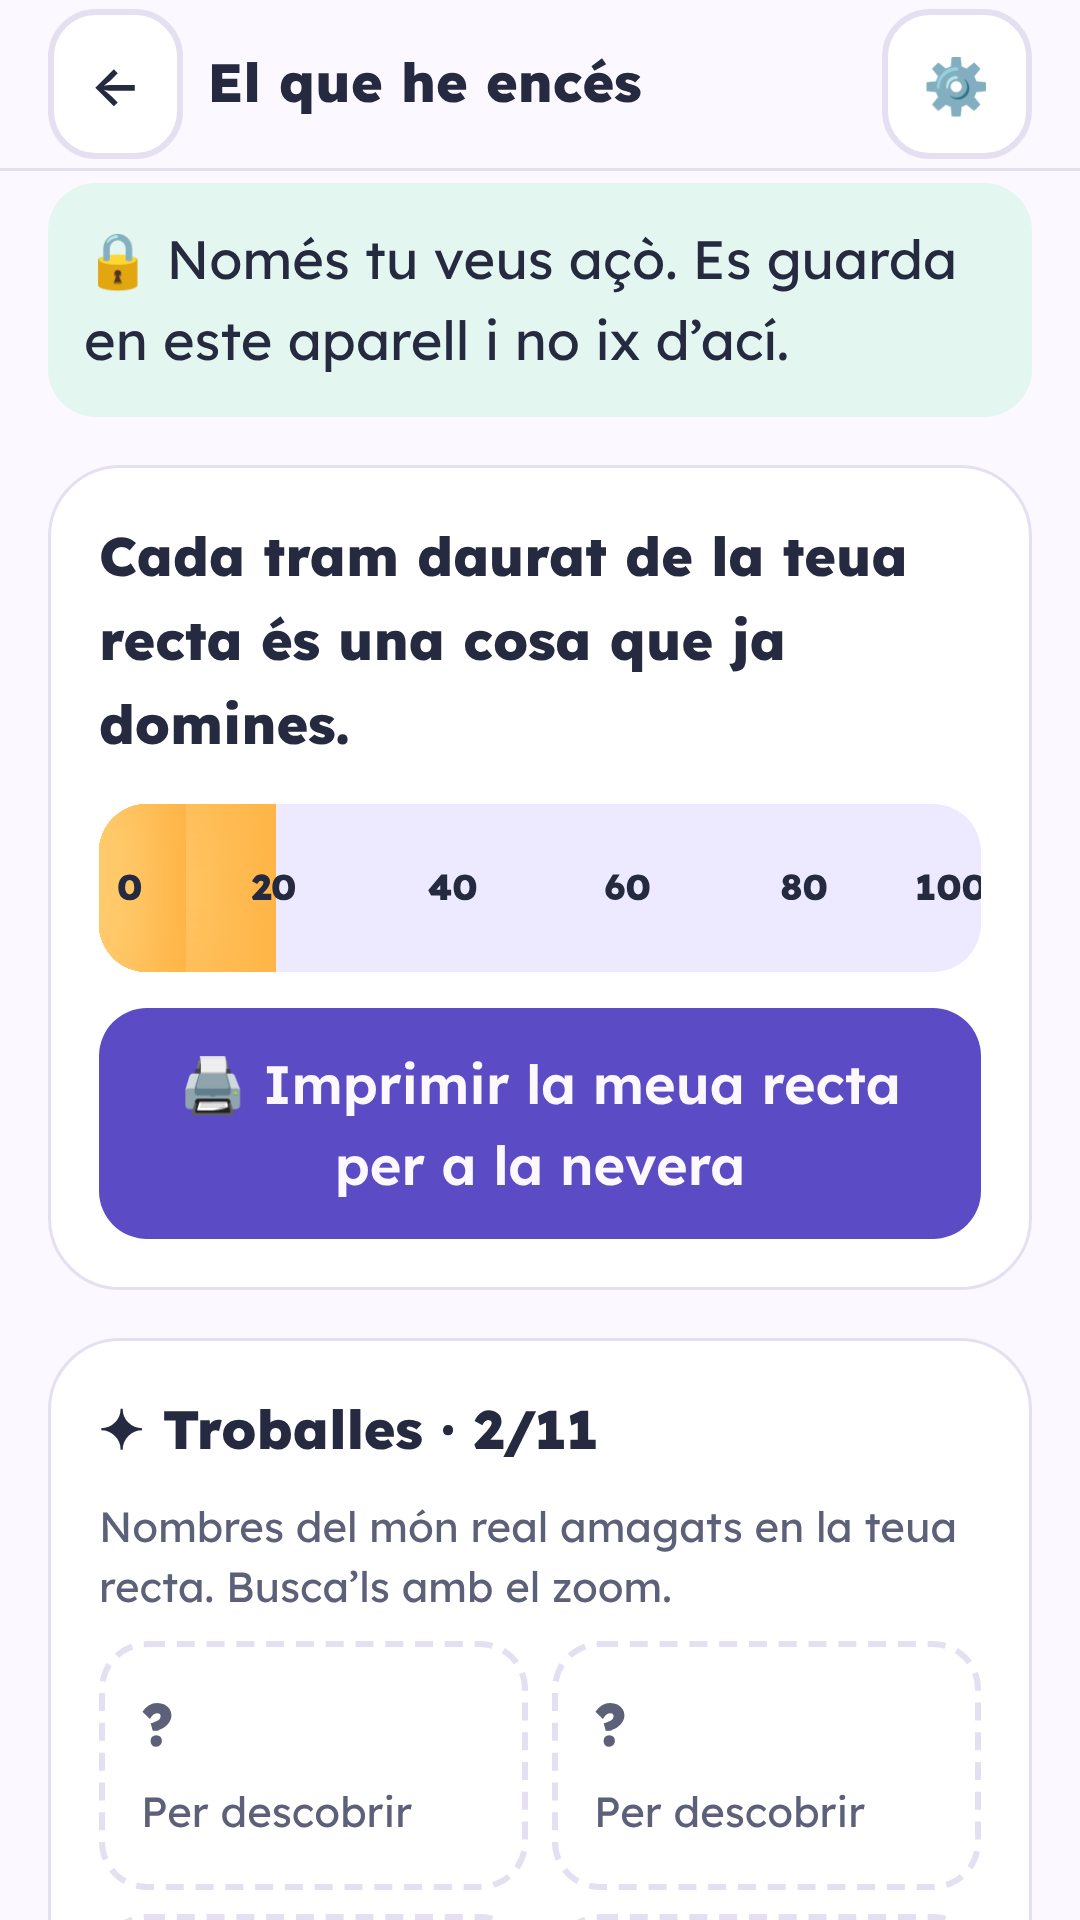 ← El que he encés ⚙️
🔒 Només tu veus açò. Es guarda
en este aparell i no ix d’ací.
Cada tram daurat de la teua
recta és una cosa que ja
domines.
0 20 40 60 80 100
🖨️ Imprimir la meua recta
per a la nevera
✦ Troballes · 2/11
Nombres del món real amagats en la teua
recta. Busca’ls amb el zoom.
? ?
Per descobrir Per descobrir